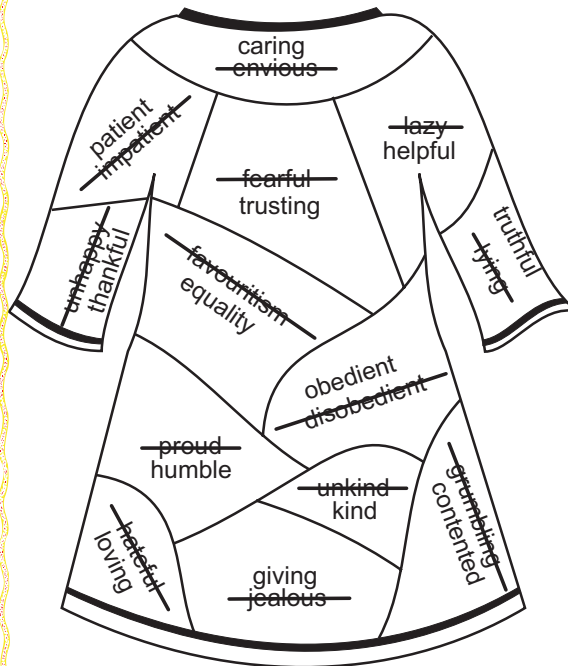 caring
envious
patient
impatient
lazy
helpful
fearful
trusting
unhappy
thankful
truthful
lying
favouritism
equality
obedient
disobedient
proud
humble
unkind
kind
grumbling
contented
hateful
loving
giving
jealous